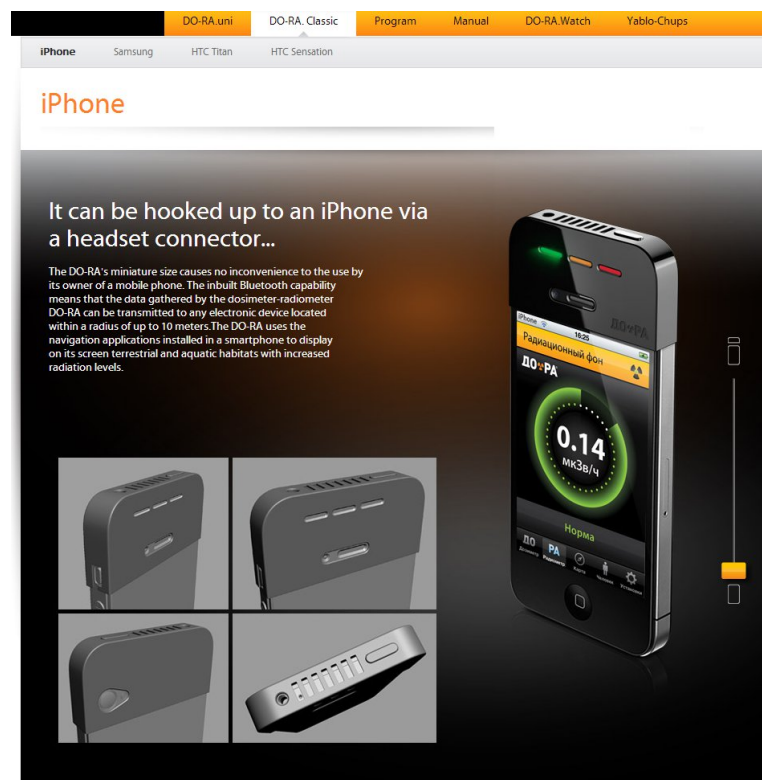 DO-RA.uni
DO-RA. Classic
Program
Manual
DO-RA.Watch
Yablo-Chups
iPhone
Samsung
HTC Titan
HTC Sensation
iPhone
It can be hooked up to an iPhone via
a headset connector...
The DO-RA's miniature size causes no inconvenience to the use by
its owner of a mobile phone. The inbuilt Bluetooth capability
means that the data gathered by the dosimeter-radiometer
DO-RA can be transmitted to any electronic device located
within a radius of up to 10 meters.The DO-RA uses the
navigation applications installed in a smartphone to display
on its screen terrestrial and aquatic habitats with increased
radiation levels.
ДО РА
iPhone 16:25
Радиационный фон
ДО РА
0.14
мкЗв/ч
Норма
ДО РА
Дозиметр Радиометр Карта Человек Установки